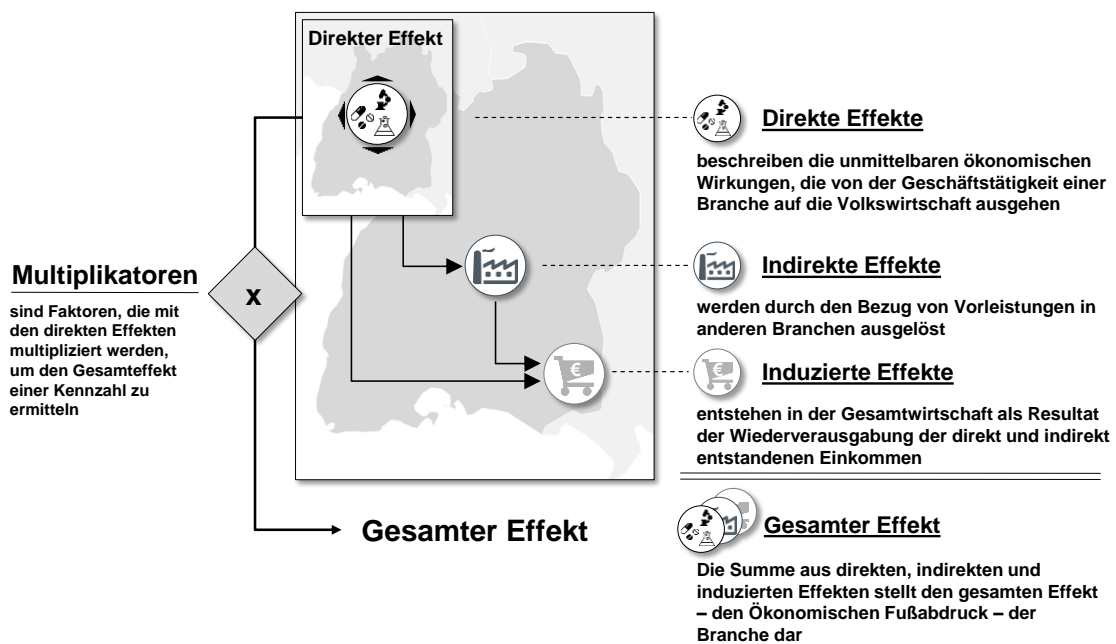 Direkter Effekt
Multiplikatoren
sind Faktoren, die mit
den direkten Effekten
multipliziert werden,
um den Gesamteffekt
einer Kennzahl zu
ermitteln
x
€
Gesamter Effekt
Direkte Effekte
beschreiben die unmittelbaren ökonomischen
Wirkungen, die von der Geschäftstätigkeit einer
Branche auf die Volkswirtschaft ausgehen
Indirekte Effekte
werden durch den Bezug von Vorleistungen in
anderen Branchen ausgelöst
€
Induzierte Effekte
entstehen in der Gesamtwirtschaft als Resultat
der Wiederverausgabung der direkt und indirekt
entstandenen Einkommen
Gesamter Effekt
Die Summe aus direkten, indirekten und
induzierten Effekten stellt den gesamten Effekt
– den Ökonomischen Fußabdruck – der
Branche dar